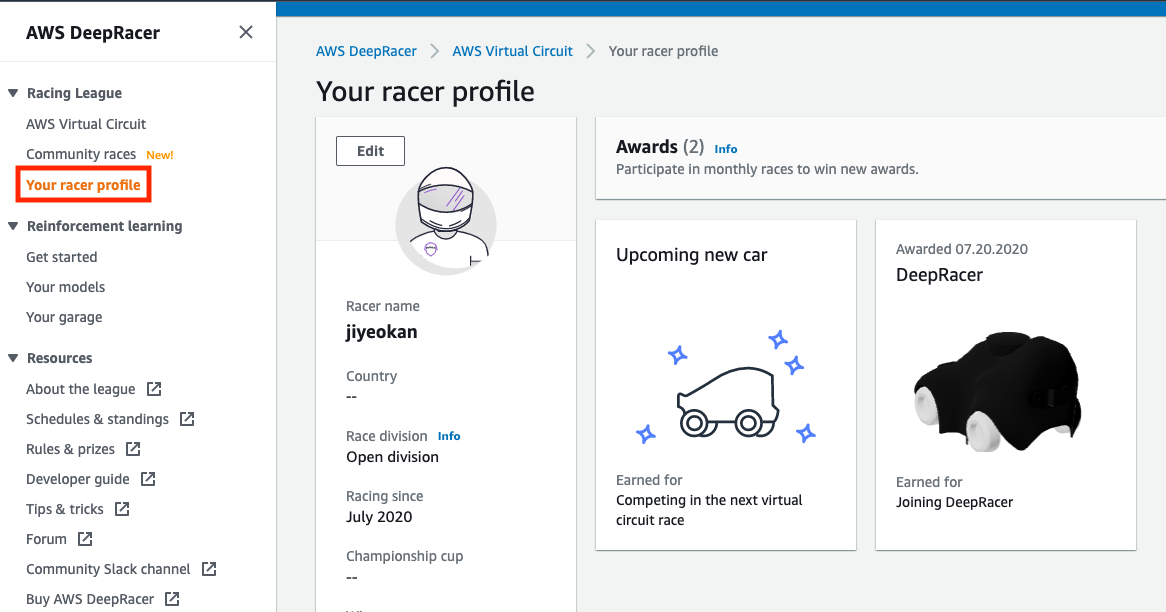 AWS DeepRacer
Racing League
AWS Virtual Circuit
Community races New!
Your racer profile
Reinforcement learning
Get started
Your models
Your garage
Resources
About the league
Schedules & standings
Rules & prizes
Developer guide
Tips & tricks
Forum
Community Slack channel
Buy AWS DeepRacer
AWS DeepRacer > AWS Virtual Circuit > Your racer profile
Your racer profile
Edit
Racer name
jiyeokan
Country
--
Race division Info
Open division
Racing since
July 2020
Championship cup
--
Awards (2) Info
Participate in monthly races to win new awards.
Upcoming new car
Earned for
Competing in the next virtual
circuit race
Awarded 07.20.2020
DeepRacer
Earned for
Joining DeepRacer